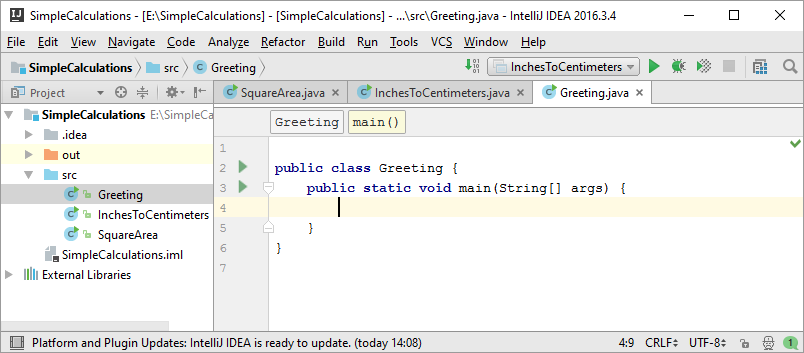 SimpleCalculations - [E:\SimpleCalculations] - [SimpleCalculations] - ...\src\Greeting.java - IntelliJ IDEA 2016.3.4
File Edit View Navigate Code Analyze Refactor Build Run Tools VCS Window Help
SimpleCalculations src Greeting InchesToCentimeters
Project SquareArea.java InchesToCentimeters.java Greeting.java
SimpleCalculations E:\SimpleCa
.idea
out
src
Greeting
InchesToCentimeters
SquareArea
SimpleCalculations.iml
External Libraries
Greeting main()
1
2 public class Greeting {
3 public static void main(String[] args) {
4
5 }
6 }
7
Platform and Plugin Updates: IntelliJ IDEA is ready to update. (today 14:08) 4:9 CRLF UTF-8 1